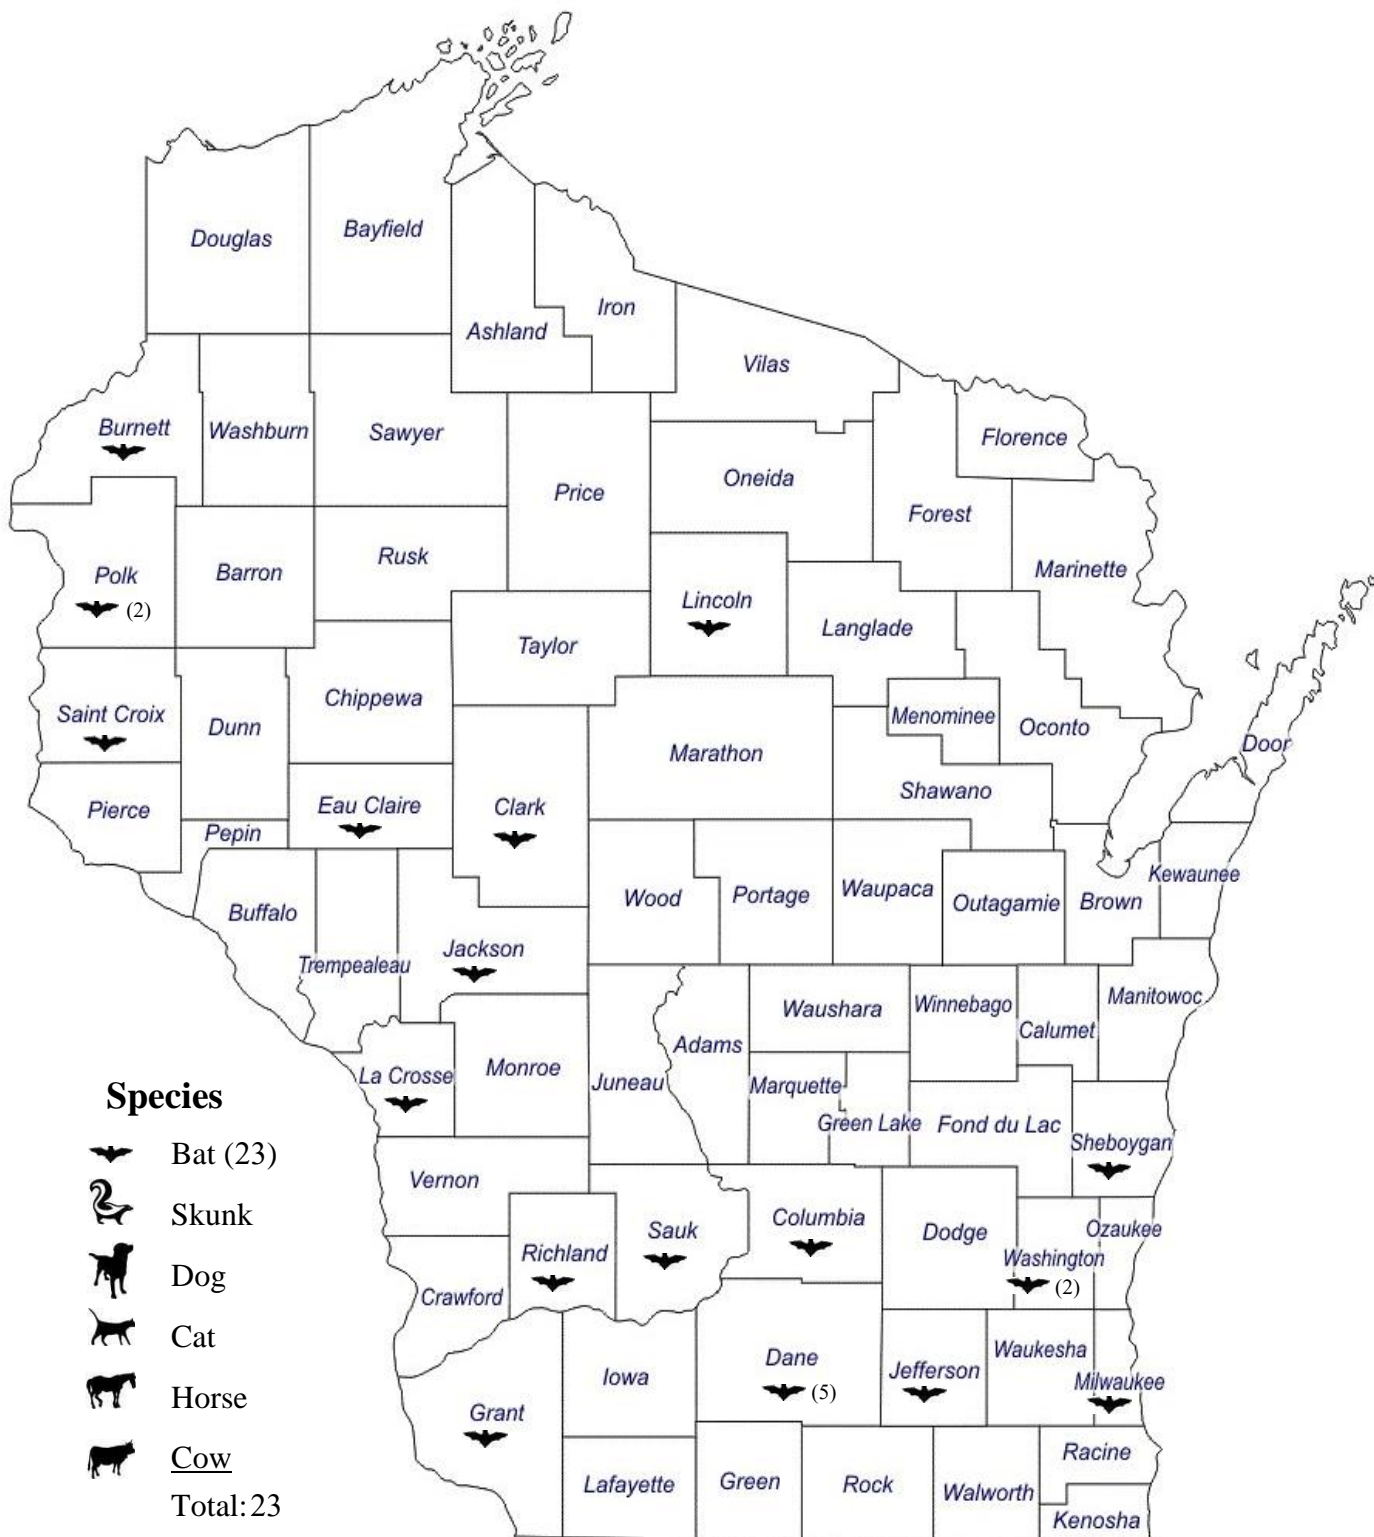 Douglas
Bayfield
Ashland
Iron
Vilas
Burnett
Washburn
Sawyer
Price
Oneida
Florence
Forest
Marinette
Polk
(2)
Barron
Rusk
Lincoln
Langlade
Taylor
Saint Croix
Dunn
Chippewa
Marathon
Menominee
Oconto
Door
Shawano
Pierce
Pepin
Eau Claire
Clark
Wood
Portage
Waupaca
Outagamie
Brown
Kewaunee
Buffalo
Trempealeau
Jackson
Waushara
Winnebago
Calumet
Manitowoc
Adams
Juneau
Monroe
La Crosse
Marquette
Green Lake
Fond du Lac
Sheboygan
Vernon
Richland
Sauk
Columbia
Dodge
Washington
(2)
Ozaukee
Crawford
Iowa
Dane
(5)
Jefferson
Waukesha
Milwaukee
Grant
Lafayette
Green
Rock
Walworth
Racine
Kenosha
Species
Bat (23)
Skunk
Dog
Cat
Horse
Cow
Total: 23